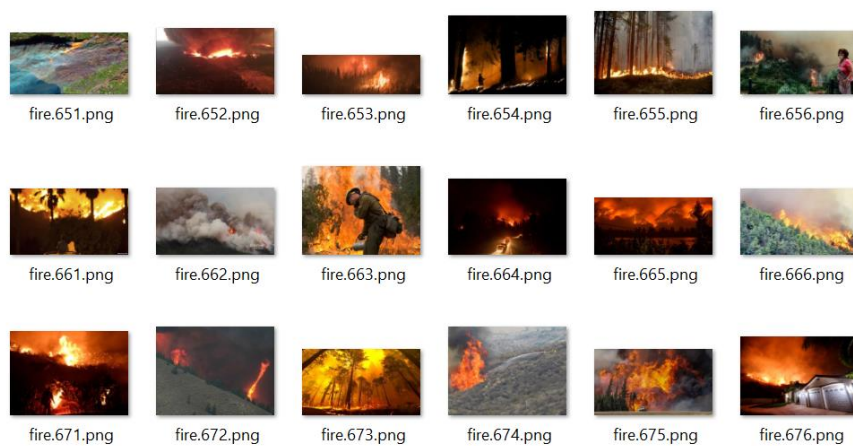 fire.651.png fire.652.png fire.653.png fire.654.png fire.655.png fire.656.png
fire.661.png fire.662.png fire.663.png fire.664.png fire.665.png fire.666.png
fire.671.png fire.672.png fire.673.png fire.674.png fire.675.png fire.676.png